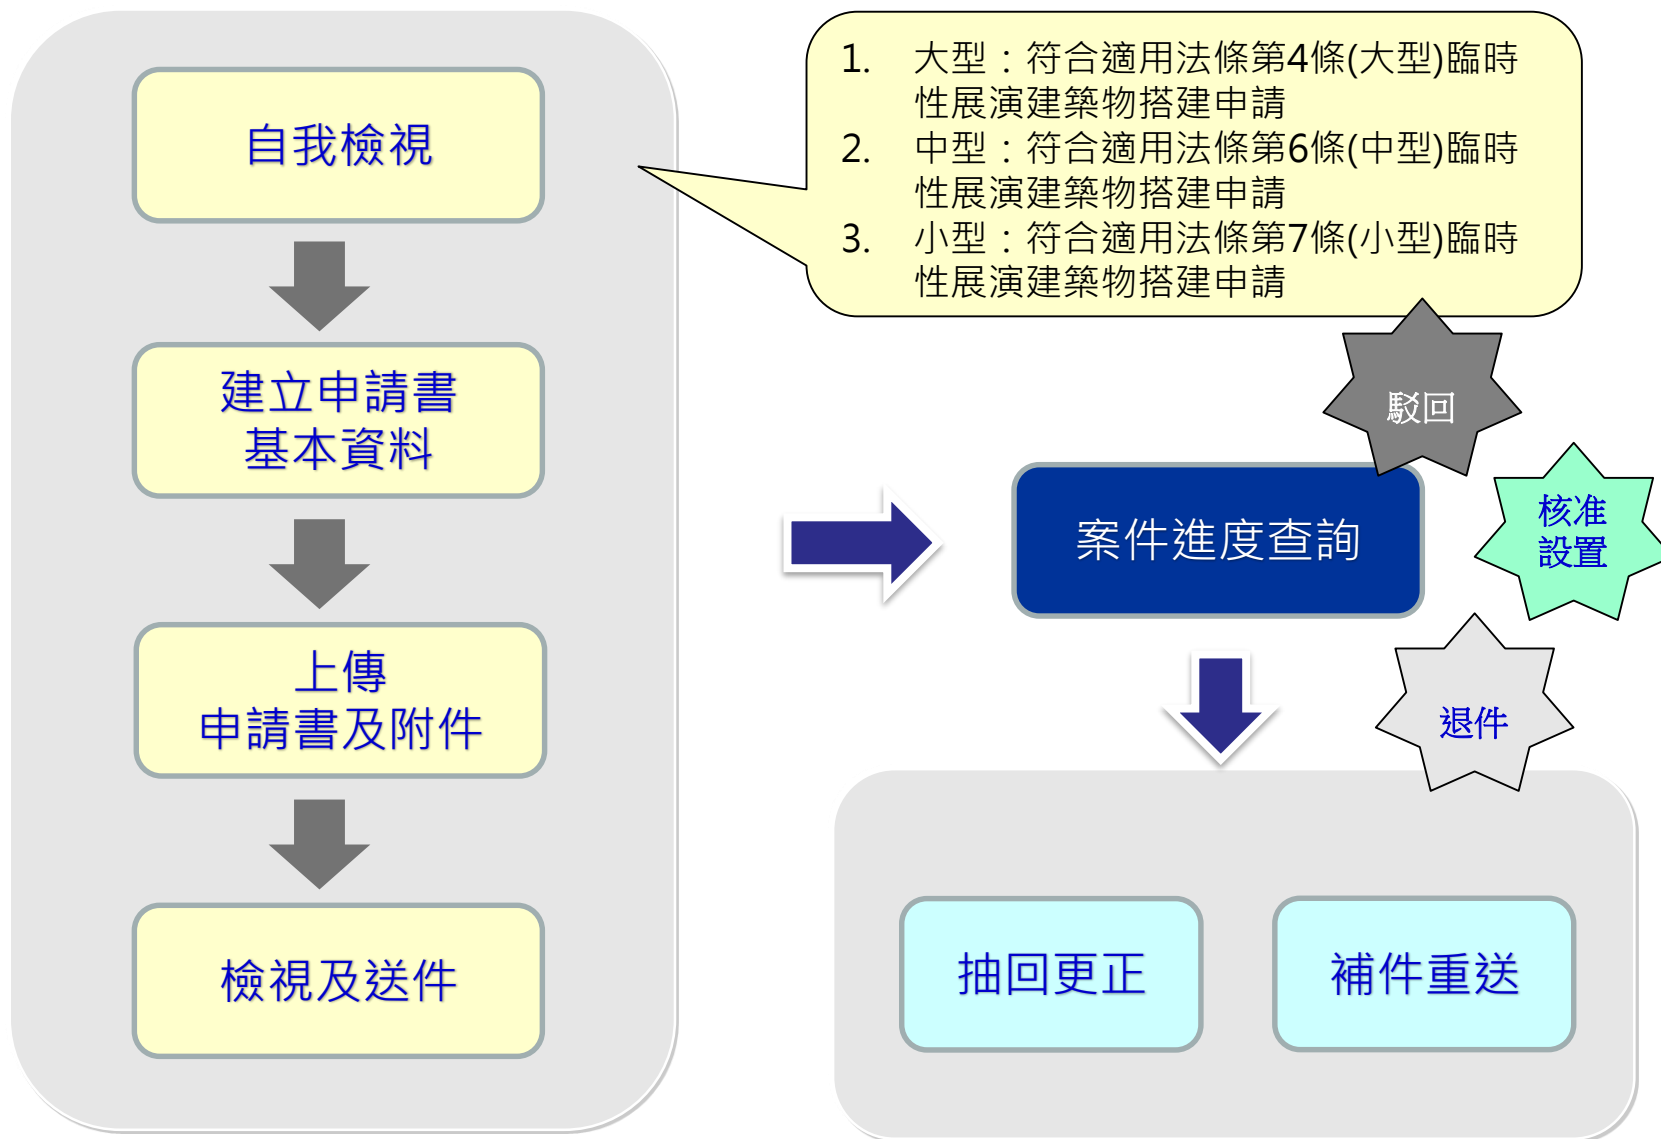 自我檢視
建立申請書
基本資料
上傳
申請書及附件
檢視及送件
1. 大型：符合適用法條第4條(大型)臨時
性展演建築物搭建申請
2. 中型：符合適用法條第6條(中型)臨時
性展演建築物搭建申請
3. 小型：符合適用法條第7條(小型)臨時
性展演建築物搭建申請
駁回
案件進度查詢
核准
設置
退件
抽回更正
補件重送